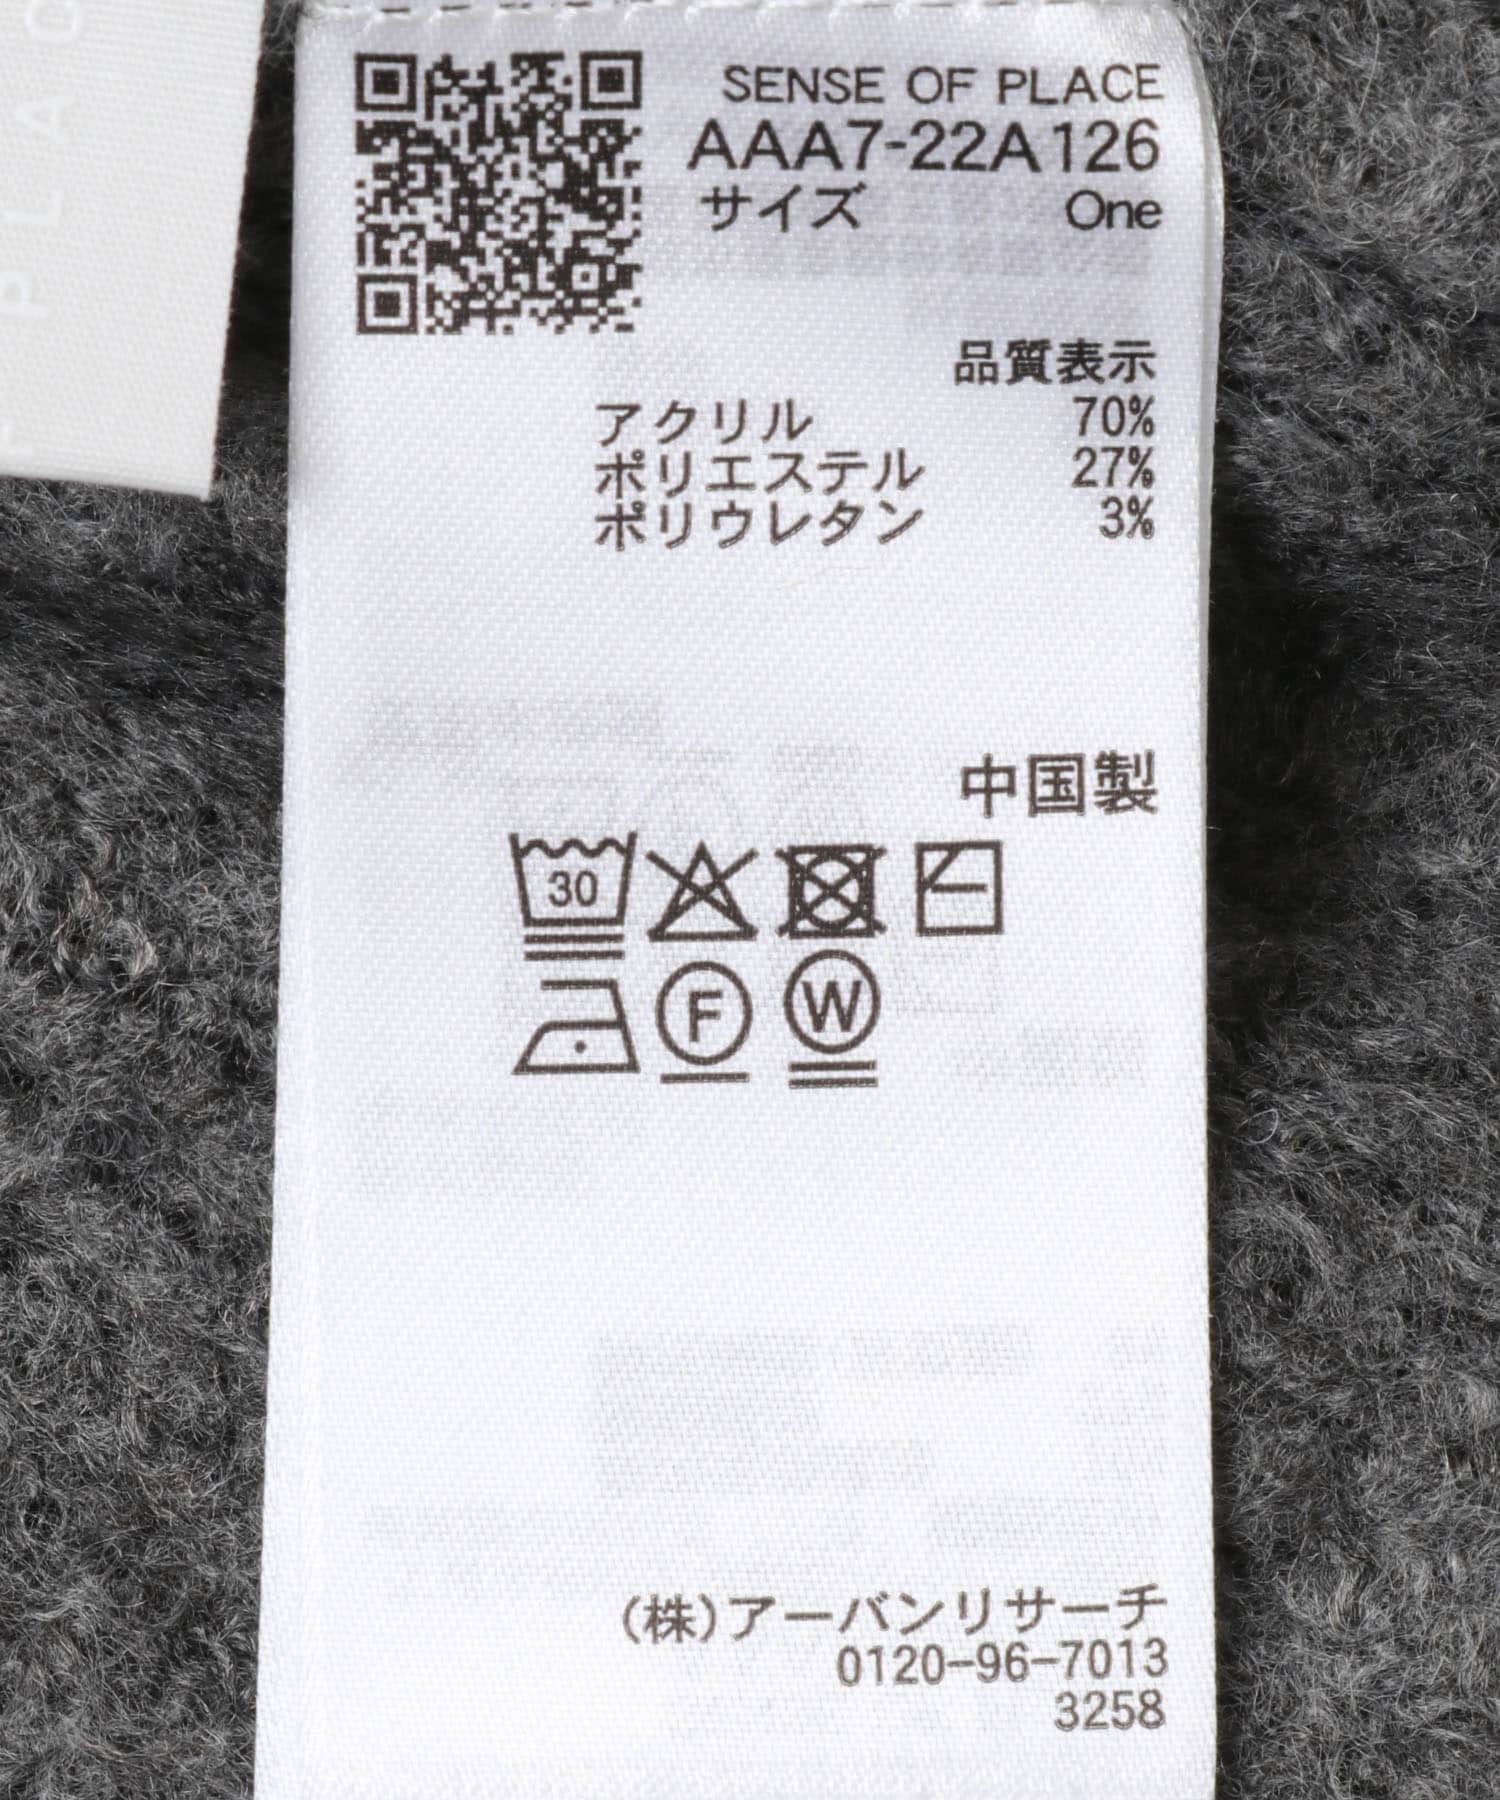 SENSE OF PLACE
AAA7-22A126
サイズ One
品質表示
アクリル 70%
ポリエステル 27%
ポリウレタン 3%
中国製
30
F W
(株)アーバンリサーチ
0120-96-7013
3258
PLAC